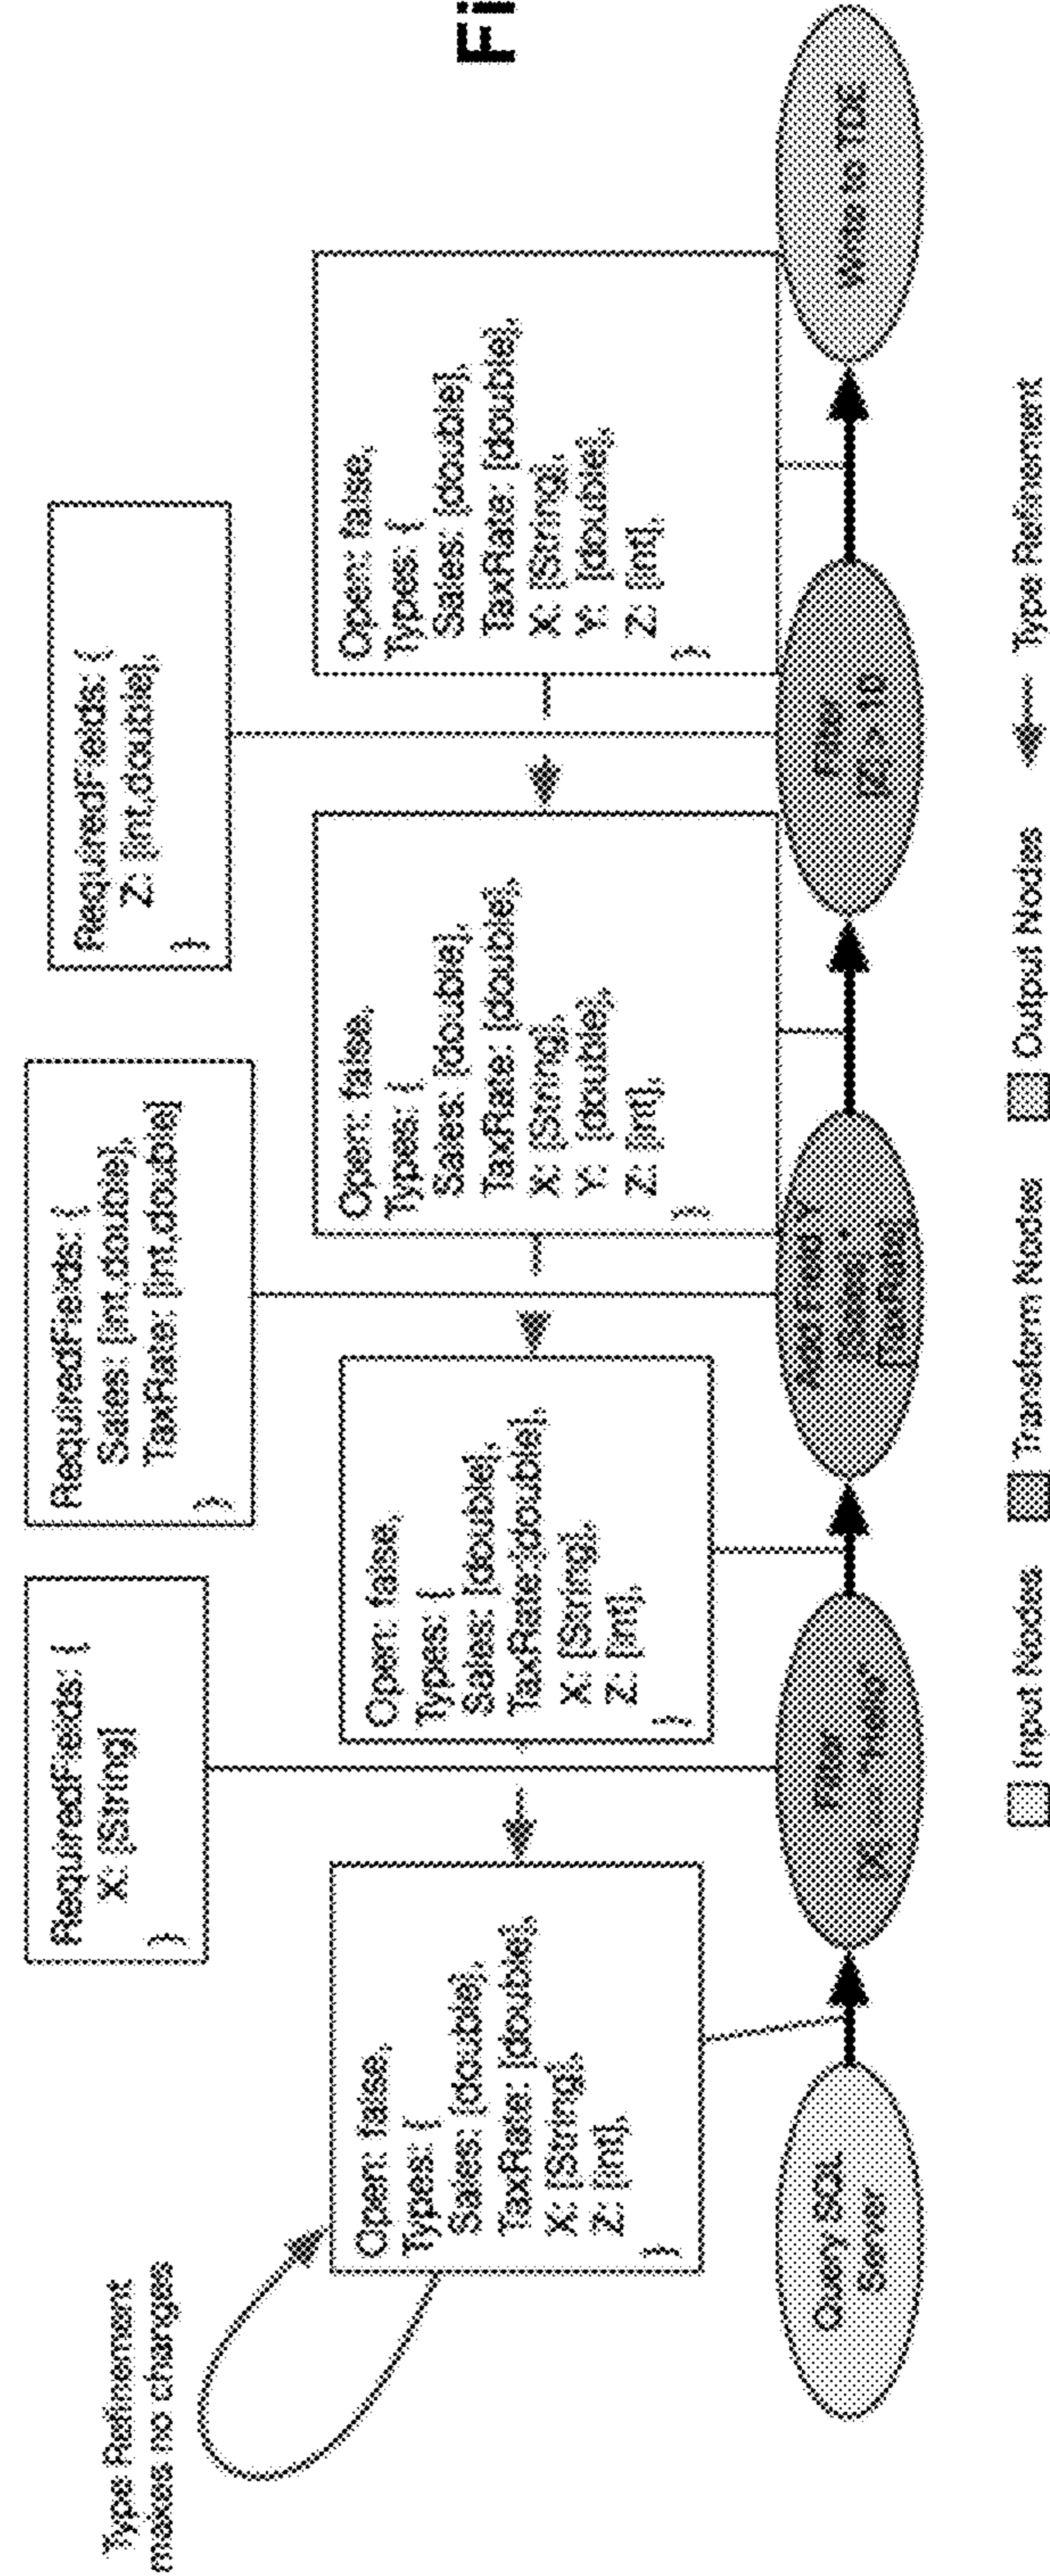 Type Refinement
makes no changes
Open: false,
Types: {
Sales: [double],
TaxRate: [double],
X: [String],
Z: [int],
}
RequiredFields: {
X: [String]
}
Open: false,
Types: {
Sales: [double],
TaxRate:[double],
X: [String],
Z: [int],
}
RequiredFields: {
Sales: [int,double],
TaxRate: [int,double]
}
Open: false,
Types: {
Sales: [double],
TaxRate: [double],
X: [String],
Y: [double],
Z: [int],
}
RequiredFields: {
Z: [int,double],
}
Open: false,
Types: {
Sales: [double],
TaxRate: [double],
X: [String],
Y: [double],
Z: [int],
}
Query SQL
Server
Filter
Filter
Write to TDE
Input Nodes
Transform Nodes
Output Nodes
Type Refinement